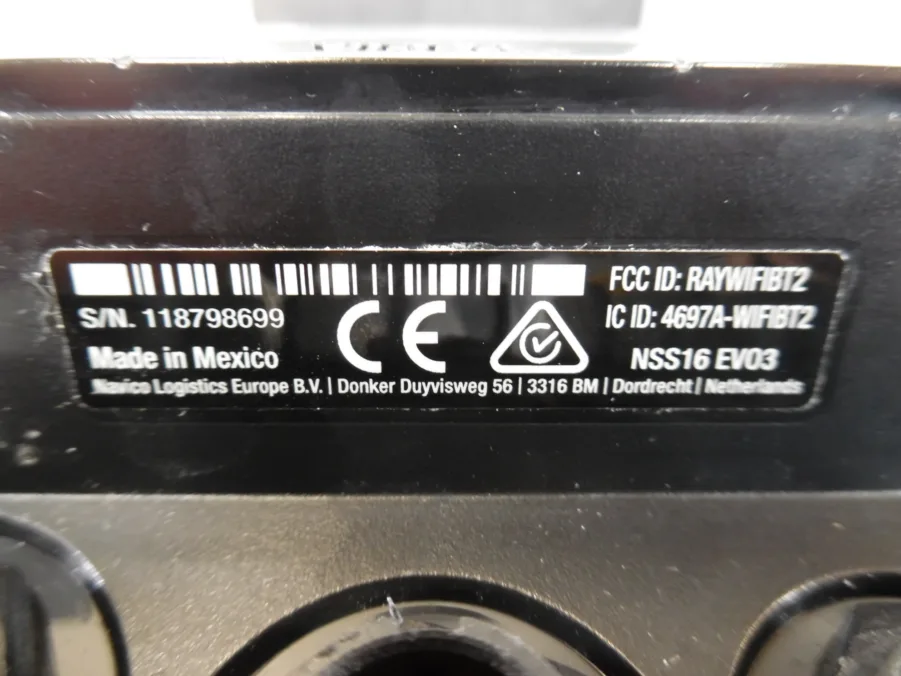 FCC ID: RAYWIFIBT2
S/N. 118798699
IC ID: 4697A-WIFIBT2
CE
Made in Mexico
NSS16 EVO3
Navico Logistics Europe B.V. | Donker Duyvisweg 56 | 3316 BM | Dordrecht | Netherlands